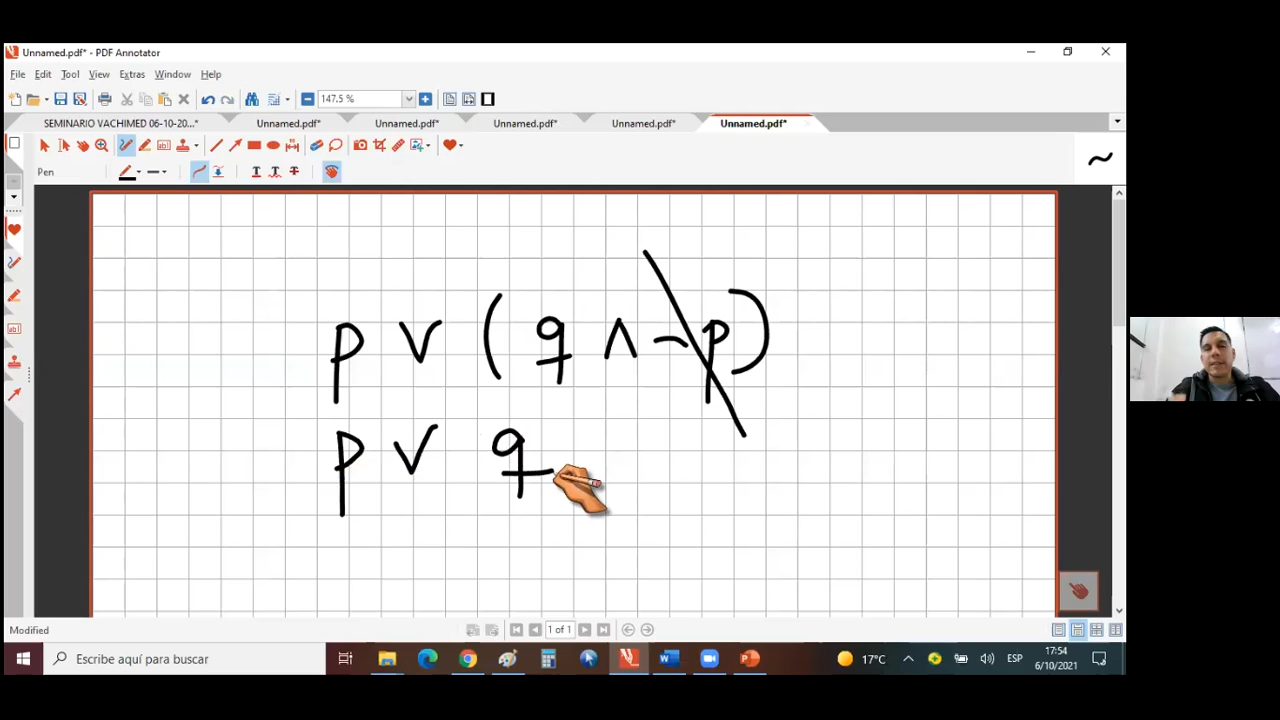 Unnamed.pdf* - PDF Annotator
File Edit Tool View Extras Window Help
147.5 %
SEMINARIO VACHIMED 06-10-20...* Unnamed.pdf* Unnamed.pdf* Unnamed.pdf* Unnamed.pdf* Unnamed.pdf*
Pen
p ∨ ( q ∧ ¬ p )
p ∨ q
1 of 1
Modified
Escribe aquí para buscar
17°C
ESP
17:54
6/10/2021